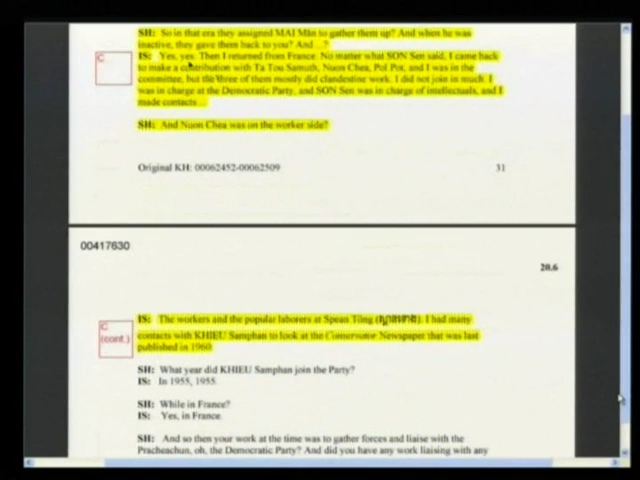 SH: So in that era they assigned MAI Mân to gather them up? And when he was
inactive, they gave them back to you? And…?
C
IS: Yes, yes. Then I returned from France. No matter what SON Sen said, I came back
to make a contribution with Ta Tou Samuth, Nuon Chea, Pol Pot, and I was in the
committee, but the three of them mostly did clandestine work. I did not join in much. I
was in charge at the Democratic Party, and SON Sen was in charge of intellectuals, and I
made contacts…
SH: And Nuon Chea was on the worker side?
Original KH: 00062452-00062509 31
00417630
20.6
C
(cont.)
IS: The workers and the popular laborers at Spean Tilng. I had many
contacts with KHIEU Samphan to look at the Conservator Newspaper that was last
published in 1960
SH: What year did KHIEU Samphan join the Party?
IS: In 1955, 1955.
SH: While in France?
IS: Yes, in France.
SH: And so then your work at the time was to gather forces and liaise with the
Pracheachun, oh, the Democratic Party? And did you have any work liaising with any